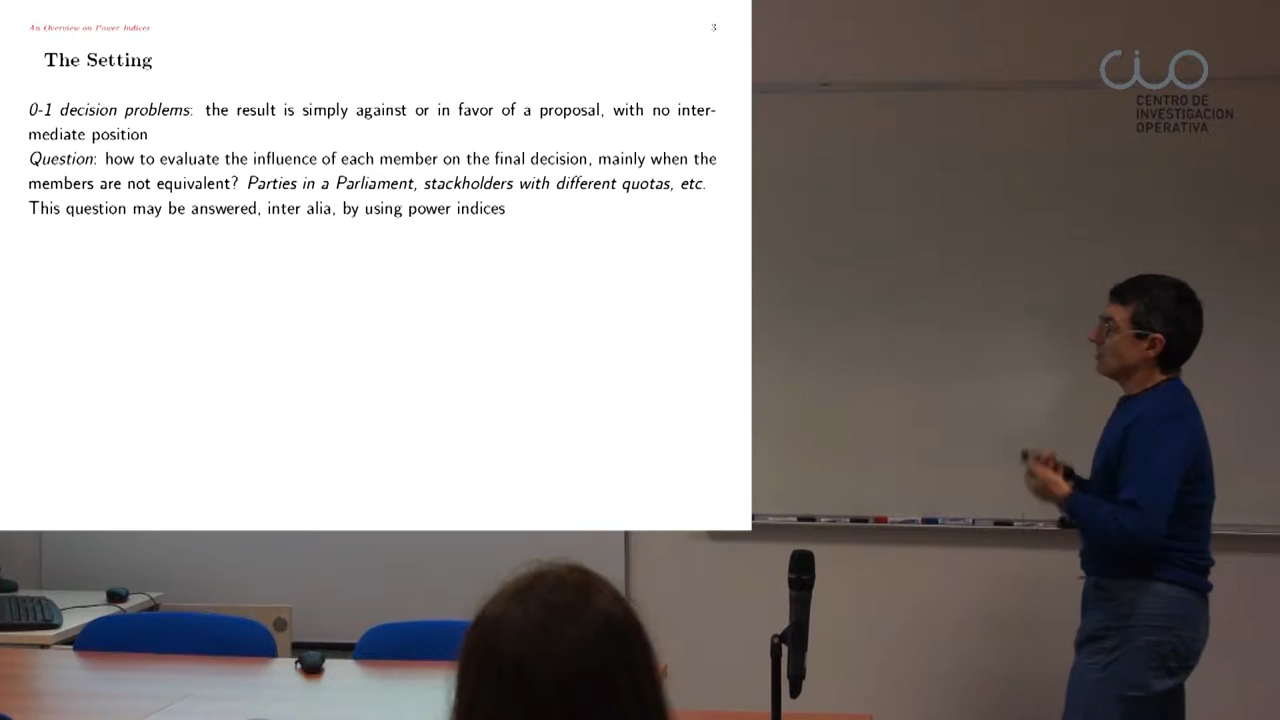 An Overview on Power Indices
3
The Setting
0-1 decision problems: the result is simply against or in favor of a proposal, with no inter-
mediate position
Question: how to evaluate the influence of each member on the final decision, mainly when the
members are not equivalent? Parties in a Parliament, stackholders with different quotas, etc.
This question may be answered, inter alia, by using power indices
CIO
CENTRO DE
INVESTIGACION
OPERATIVA